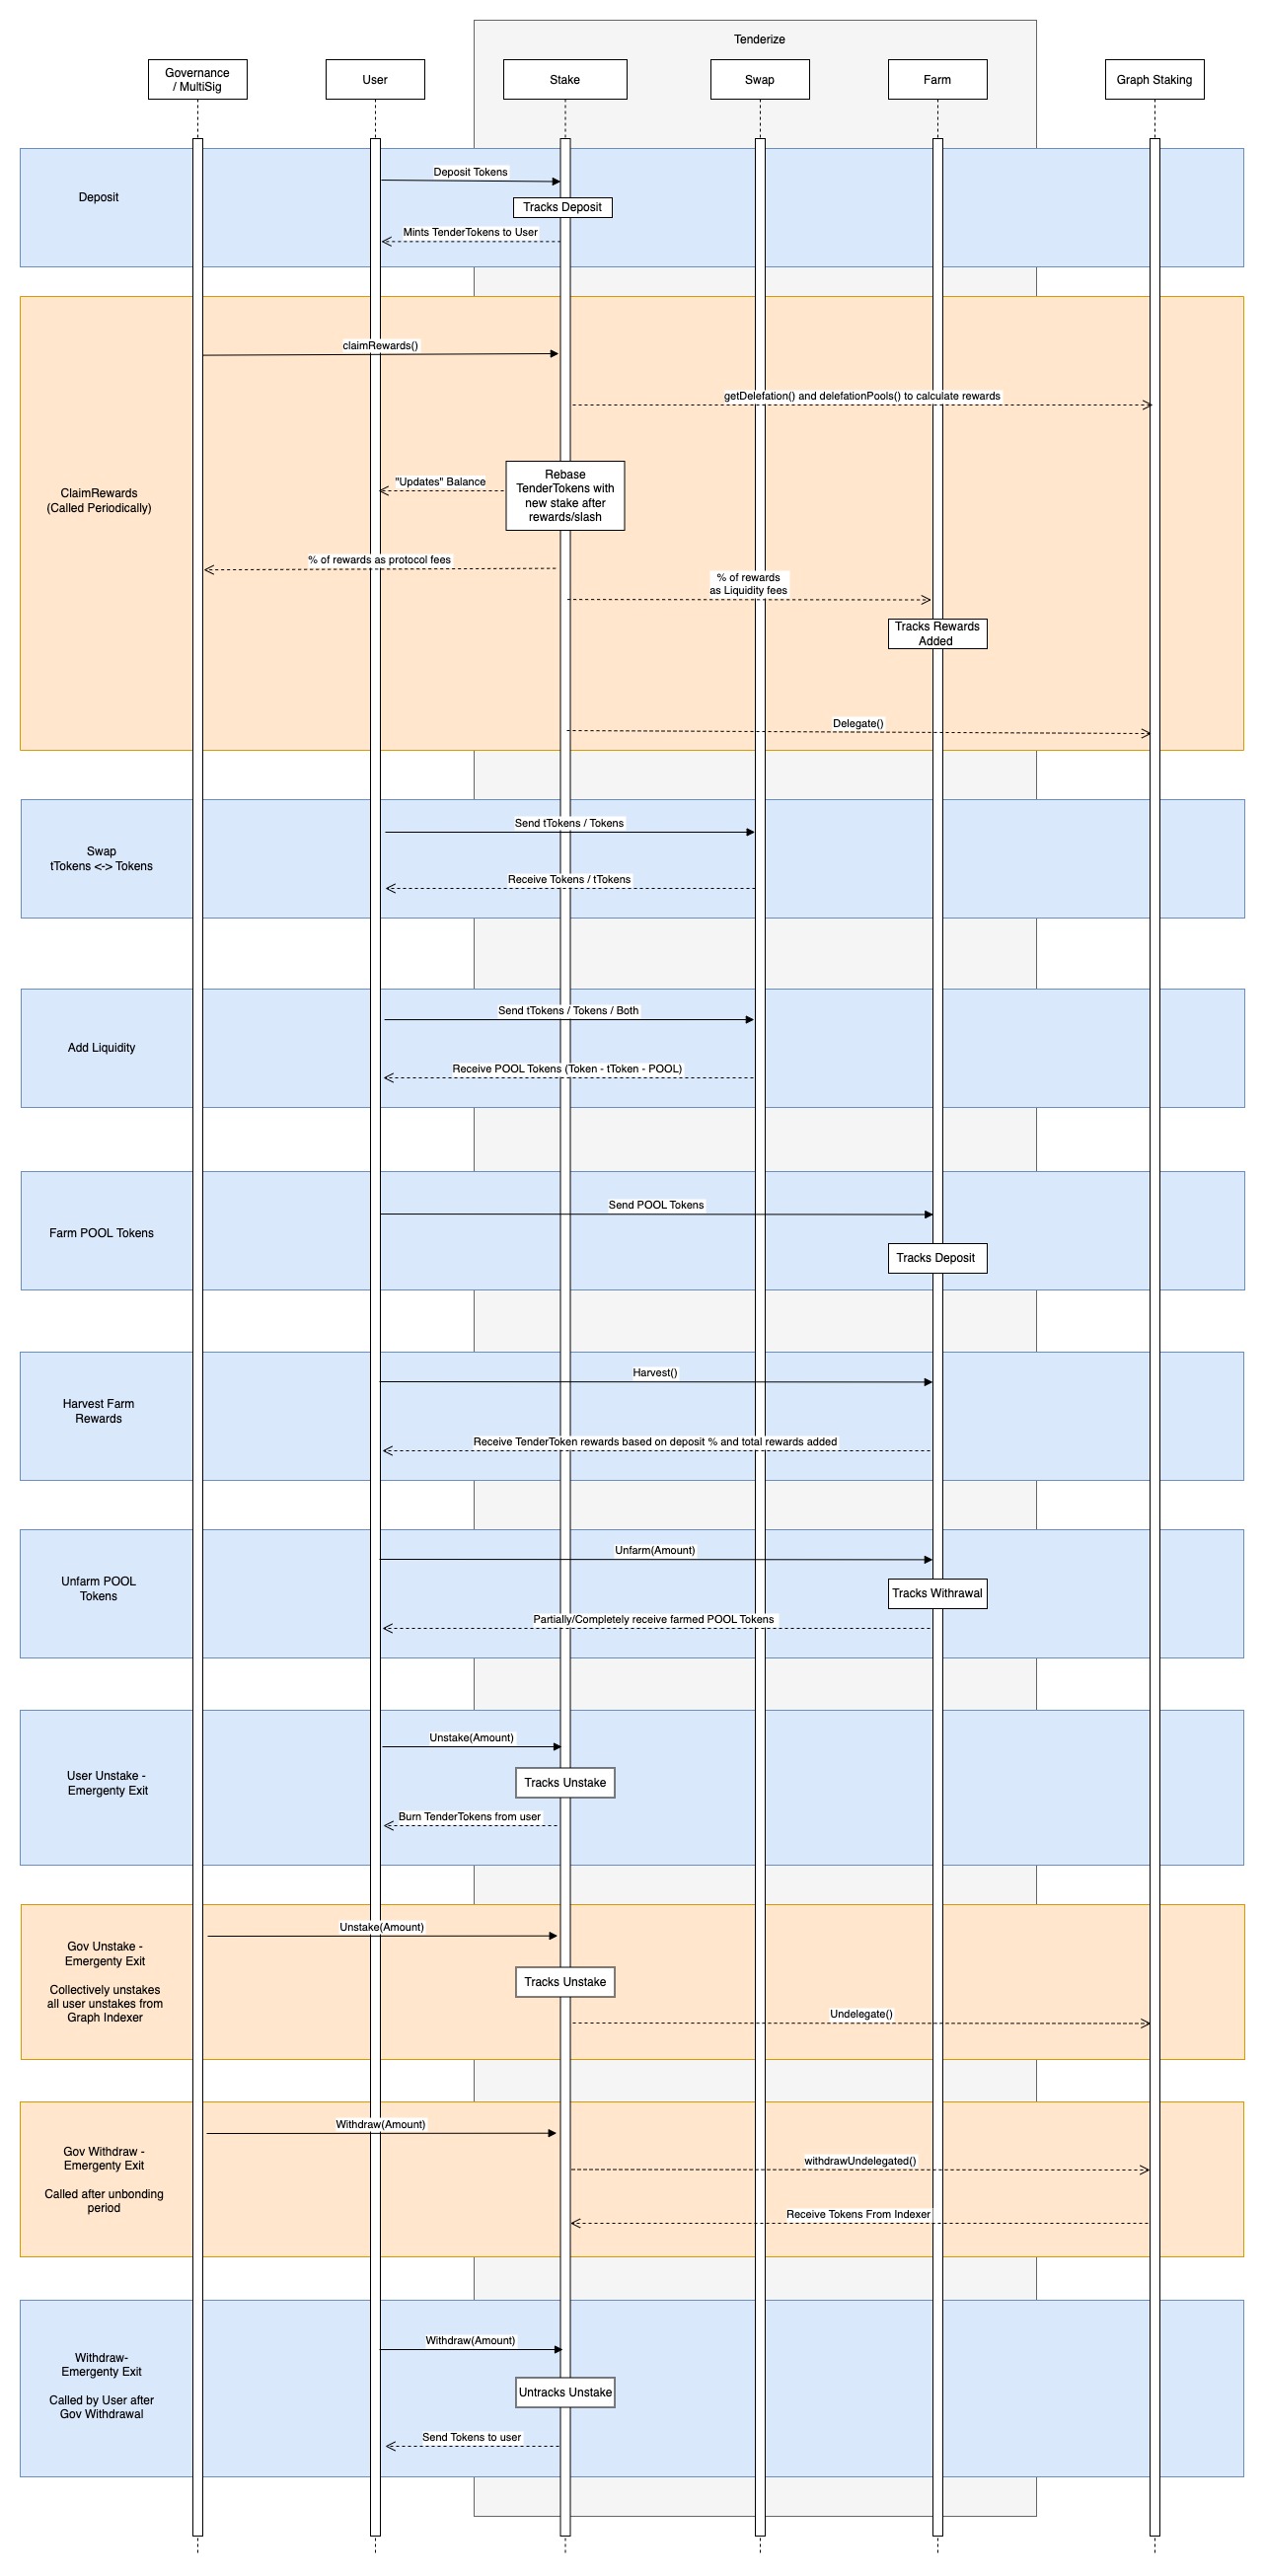 Tenderize
Governance
/ MultiSig
User
Stake
Swap
Farm
Graph Staking
Deposit
Deposit Tokens
Tracks Deposit
Mints TenderTokens to User
ClaimRewards
(Called Periodically)
claimRewards()
getDelefation() and delefationPools() to calculate rewards
Rebase
TenderTokens with
new stake after
rewards/slash
"Updates" Balance
% of rewards as protocol fees
% of rewards
as Liquidity fees
Tracks Rewards
Added
Delegate()
Swap
tTokens <-> Tokens
Send tTokens / Tokens
Receive Tokens / tTokens
Add Liquidity
Send tTokens / Tokens / Both
Receive POOL Tokens (Token - tToken - POOL)
Farm POOL Tokens
Send POOL Tokens
Tracks Deposit
Harvest Farm
Rewards
Harvest()
Receive TenderToken rewards based on deposit % and total rewards added
Unfarm POOL
Tokens
Unfarm(Amount)
Tracks Withrawal
Partially/Completely receive farmed POOL Tokens
User Unstake -
Emergenty Exit
Unstake(Amount)
Tracks Unstake
Burn TenderTokens from user
Gov Unstake -
Emergenty Exit
Collectively unstakes
all user unstakes from
Graph Indexer
Unstake(Amount)
Tracks Unstake
Undelegate()
Gov Withdraw -
Emergenty Exit
Called after unbonding
period
Withdraw(Amount)
withdrawUndelegated()
Receive Tokens From Indexer
Withdraw-
Emergenty Exit
Called by User after
Gov Withdrawal
Withdraw(Amount)
Untracks Unstake
Send Tokens to user